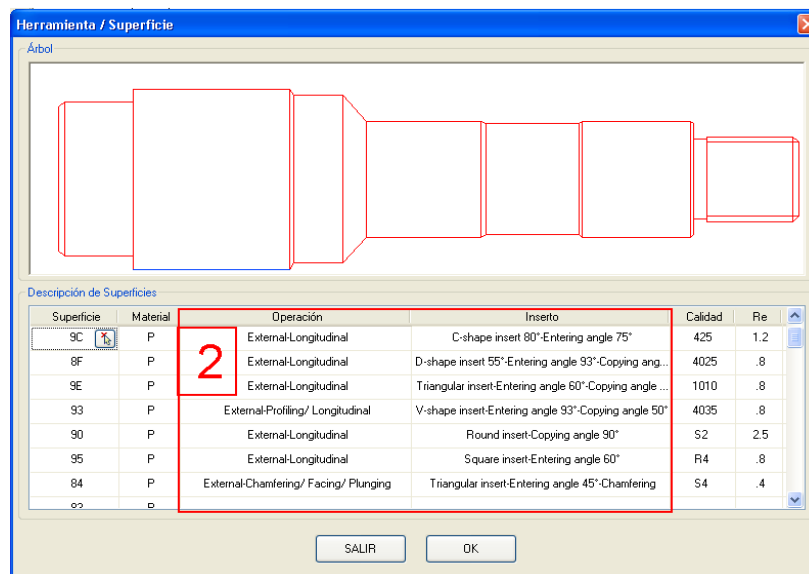 Herramienta / Superficie
Árbol
Descripción de Superficies
Superficie Material Operación Inserto Calidad Re
9C P External-Longitudinal C-shape insert 80°-Entering angle 75° 425 1.2
8F P External-Longitudinal D-shape insert 55°-Entering angle 93°-Copying ang... 4025 .8
9E P External-Longitudinal Triangular insert-Entering angle 60°-Copying angle ... 1010 .8
93 P External-Profiling/ Longitudinal V-shape insert-Entering angle 93°-Copying angle 50° 4035 .8
90 P External-Longitudinal Round insert-Copying angle 90° S2 2.5
95 P External-Longitudinal Square insert-Entering angle 60° R4 .8
84 P External-Chamfering/ Facing/ Plunging Triangular insert-Entering angle 45°-Chamfering S4 .4
2
SALIR OK